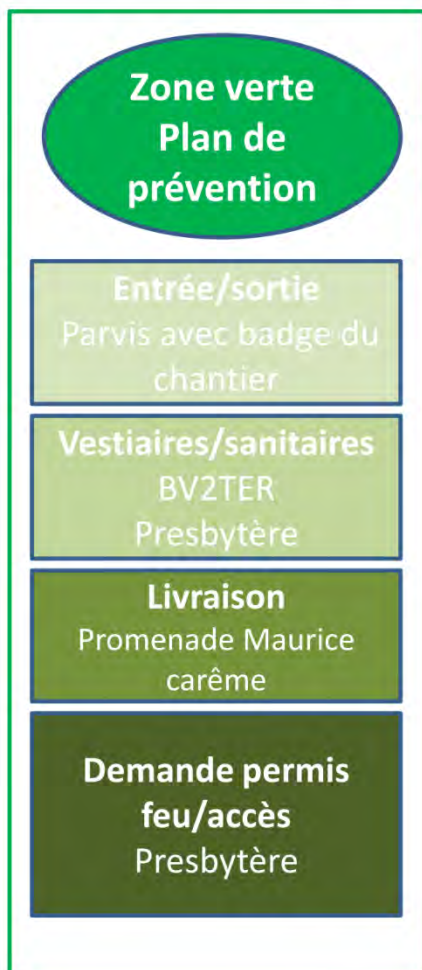 Zone verte
Plan de
prévention
Entrée/sortie
Parvis avec badge du
chantier
Vestiaires/sanitaires
BV2TER
Presbytère
Livraison
Promenade Maurice
carême
Demande permis
feu/accès
Presbytère